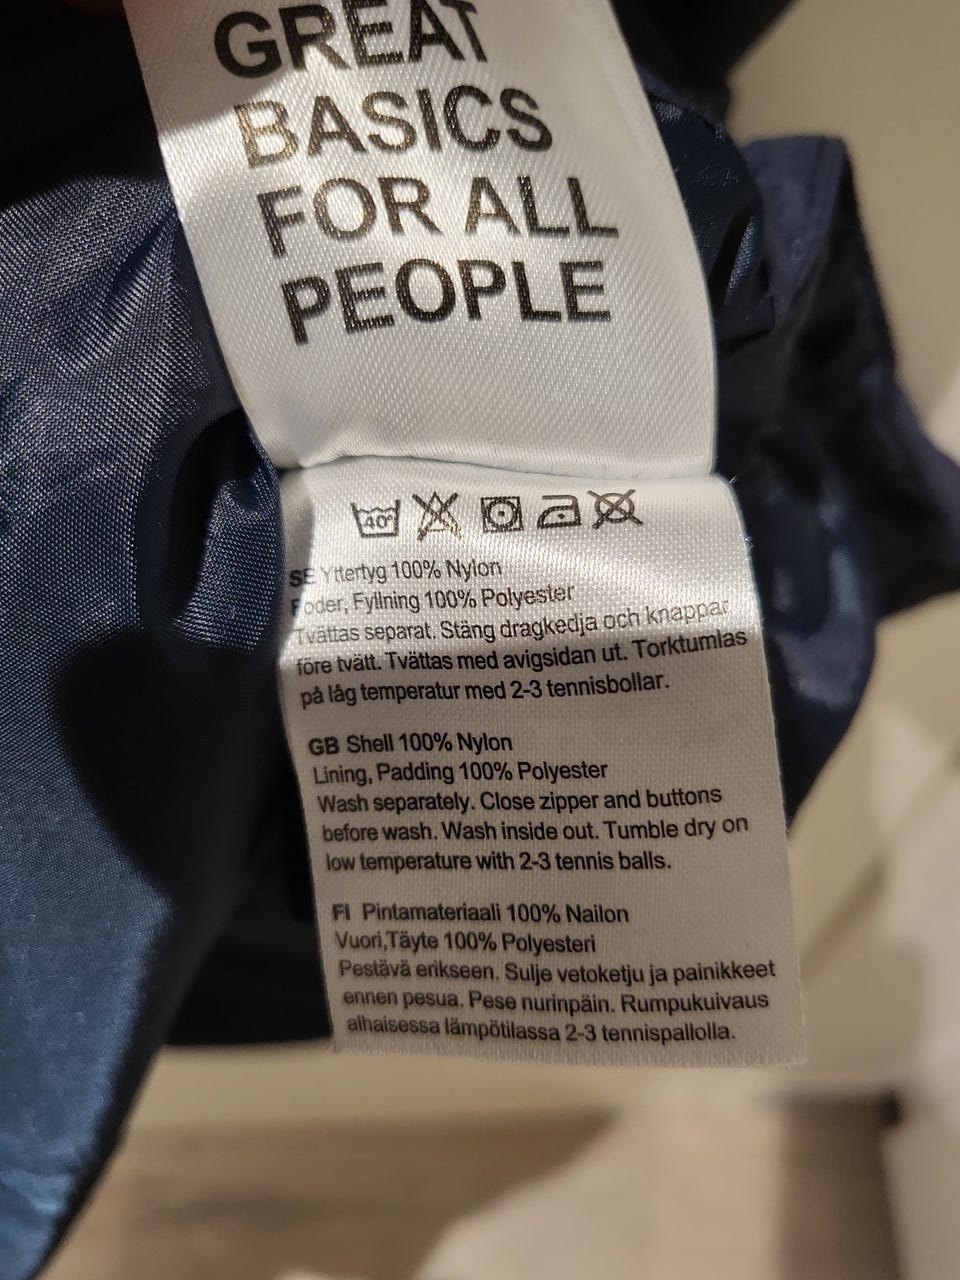 GREAT
BASICS
FOR ALL
PEOPLE
40°
SE Yttertyg 100% Nylon
Foder, Fyllning 100% Polyester
Tvättas separat. Stäng dragkedja och knappar
före tvätt. Tvättas med avigsidan ut. Torktumlas
på låg temperatur med 2-3 tennisbollar.
GB Shell 100% Nylon
Lining, Padding 100% Polyester
Wash separately. Close zipper and buttons
before wash. Wash inside out. Tumble dry on
low temperature with 2-3 tennis balls.
FI Pintamateriaali 100% Nailon
Vuori,Täyte 100% Polyesteri
Pestävä erikseen. Sulje vetoketju ja painikkeet
ennen pesua. Pese nurinpäin. Rumpukuivaus
alhaisessa lämpötilassa 2-3 tennispallolla.